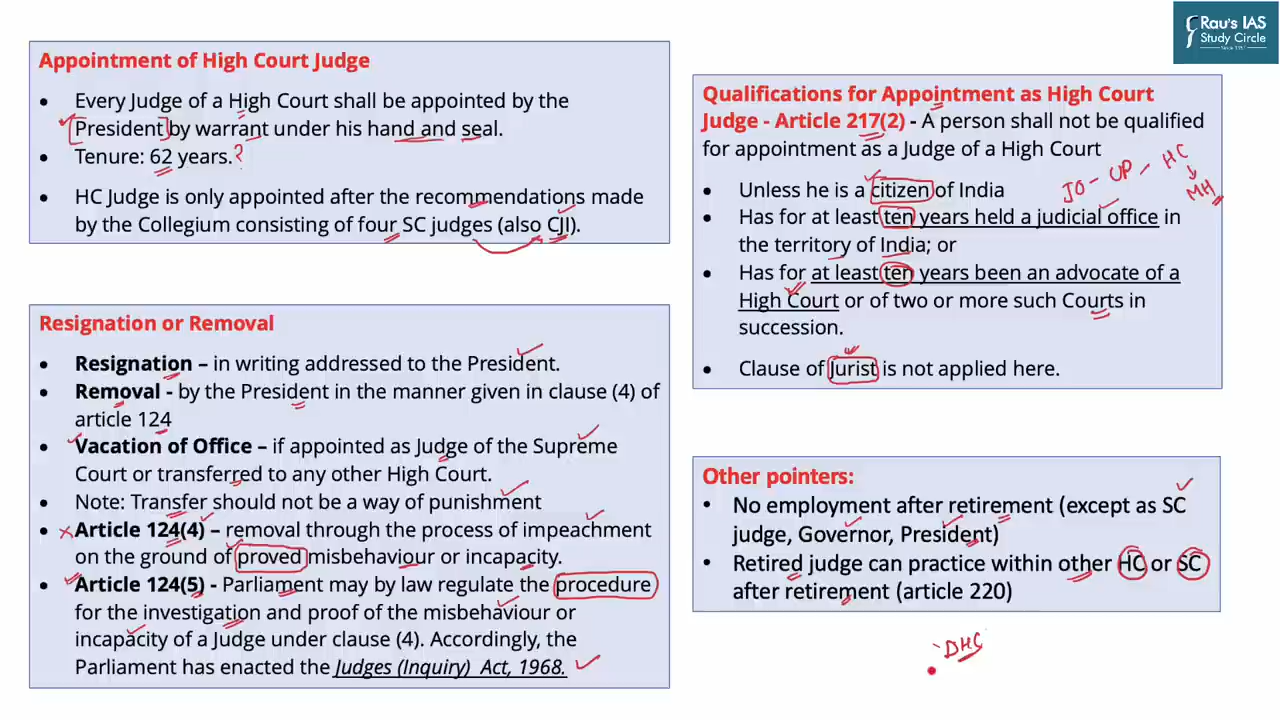 Rau's IAS
Study Circle
Since 1953
Appointment of High Court Judge
• Every Judge of a High Court shall be appointed by the
[President] by warrant under his hand and seal.
• Tenure: 62 years.?
• HC Judge is only appointed after the recommendations made
by the Collegium consisting of four SC judges (also CJI).
Resignation or Removal
• Resignation – in writing addressed to the President.
• Removal - by the President in the manner given in clause (4) of
article 124
• Vacation of Office – if appointed as Judge of the Supreme
Court or transferred to any other High Court.
• Note: Transfer should not be a way of punishment
• Article 124(4) – removal through the process of impeachment
on the ground of proved misbehaviour or incapacity.
• Article 124(5) - Parliament may by law regulate the procedure
for the investigation and proof of the misbehaviour or
incapacity of a Judge under clause (4). Accordingly, the
Parliament has enacted the Judges (Inquiry) Act, 1968.
Qualifications for Appointment as High Court
Judge - Article 217(2) - A person shall not be qualified
for appointment as a Judge of a High Court
• Unless he is a citizen of India
• Has for at least ten years held a judicial office in
the territory of India; or
• Has for at least ten years been an advocate of a
High Court or of two or more such Courts in
succession.
• Clause of Jurist is not applied here.
JO - UP - HC
MH
Other pointers:
• No employment after retirement (except as SC
judge, Governor, President)
• Retired judge can practice within other HC or SC
after retirement (article 220)
DHC